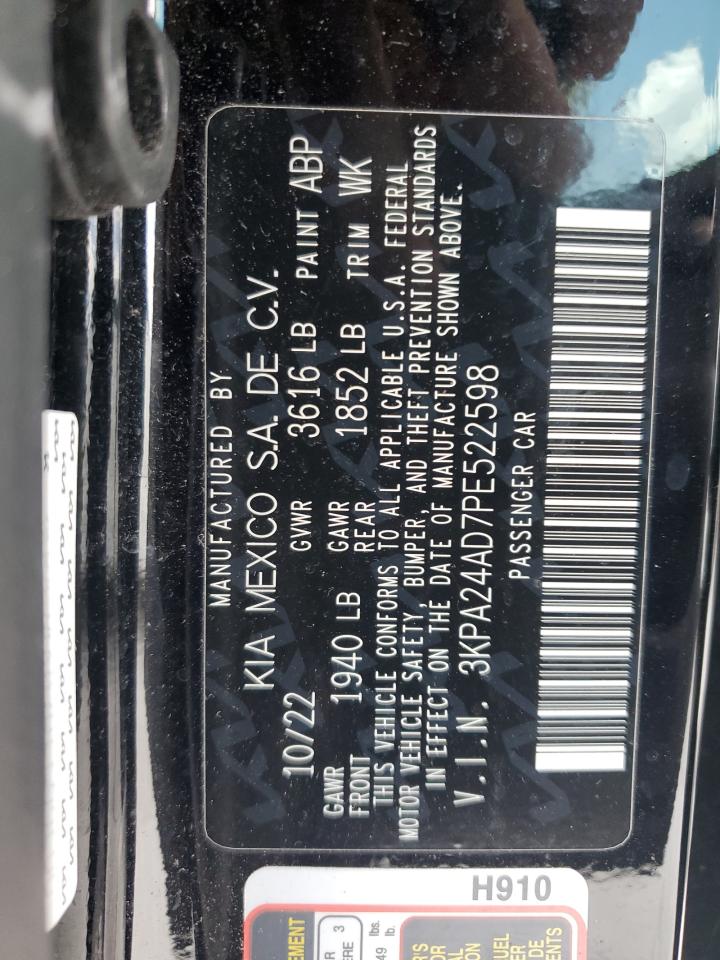 MANUFACTURED BY
KIA MEXICO S.A. DE C.V.
10/22 GVWR 3616 LB PAINT ABP
GAWR FRONT 1940 LB GAWR REAR 1852 LB TRIM WK
THIS VEHICLE CONFORMS TO ALL APPLICABLE U.S.A. FEDERAL
MOTOR VEHICLE SAFETY, BUMPER, AND THEFT PREVENTION STANDARDS
IN EFFECT ON THE DATE OF MANUFACTURE SHOWN ABOVE.
V.I.N. 3KPA24AD7PE522598
PASSENGER CAR
H910